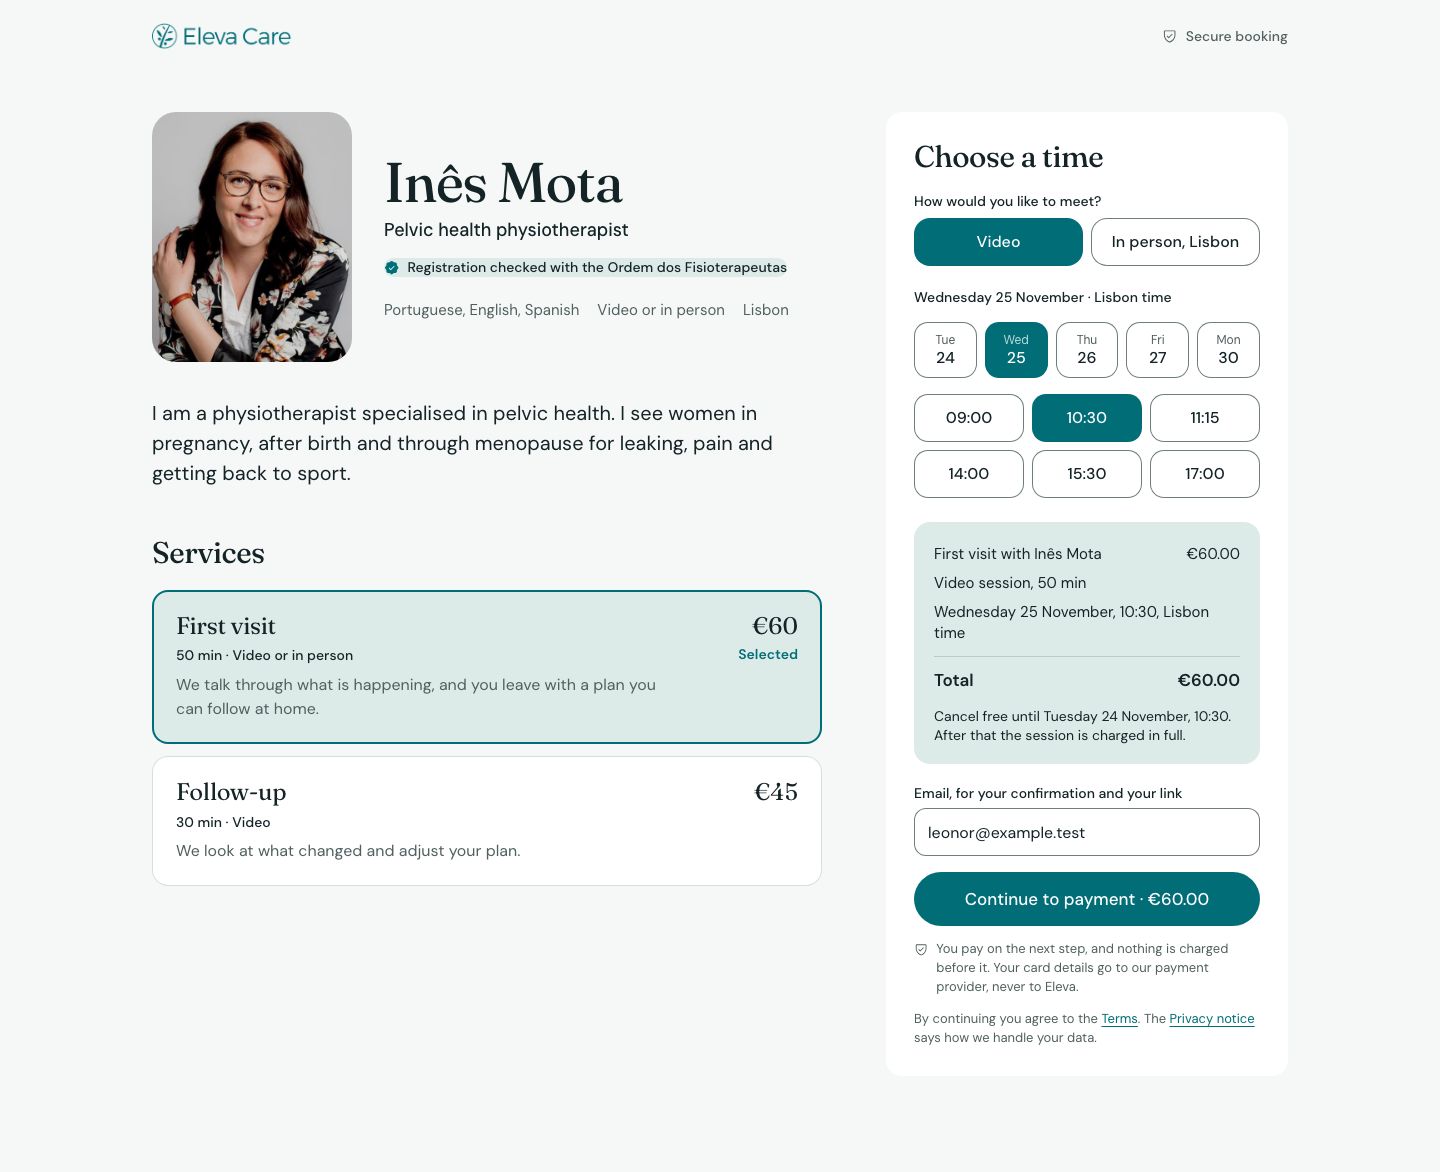 Eleva Care
Secure booking
Inês Mota
Pelvic health physiotherapist
Registration checked with the Ordem dos Fisioterapeutas
Portuguese, English, Spanish
Video or in person
Lisbon
I am a physiotherapist specialised in pelvic health. I see women in
pregnancy, after birth and through menopause for leaking, pain and
getting back to sport.
Services
First visit
€60
50 min · Video or in person
Selected
We talk through what is happening, and you leave with a plan you
can follow at home.
Follow-up
€45
30 min · Video
We look at what changed and adjust your plan.
Choose a time
How would you like to meet?
Video
In person, Lisbon
Wednesday 25 November · Lisbon time
Tue
24
Wed
25
Thu
26
Fri
27
Mon
30
09:00
10:30
11:15
14:00
15:30
17:00
First visit with Inês Mota
€60.00
Video session, 50 min
Wednesday 25 November, 10:30, Lisbon
time
Total
€60.00
Cancel free until Tuesday 24 November, 10:30.
After that the session is charged in full.
Email, for your confirmation and your link
leonor@example.test
Continue to payment · €60.00
You pay on the next step, and nothing is charged
before it. Your card details go to our payment
provider, never to Eleva.
By continuing you agree to the Terms. The Privacy notice
says how we handle your data.